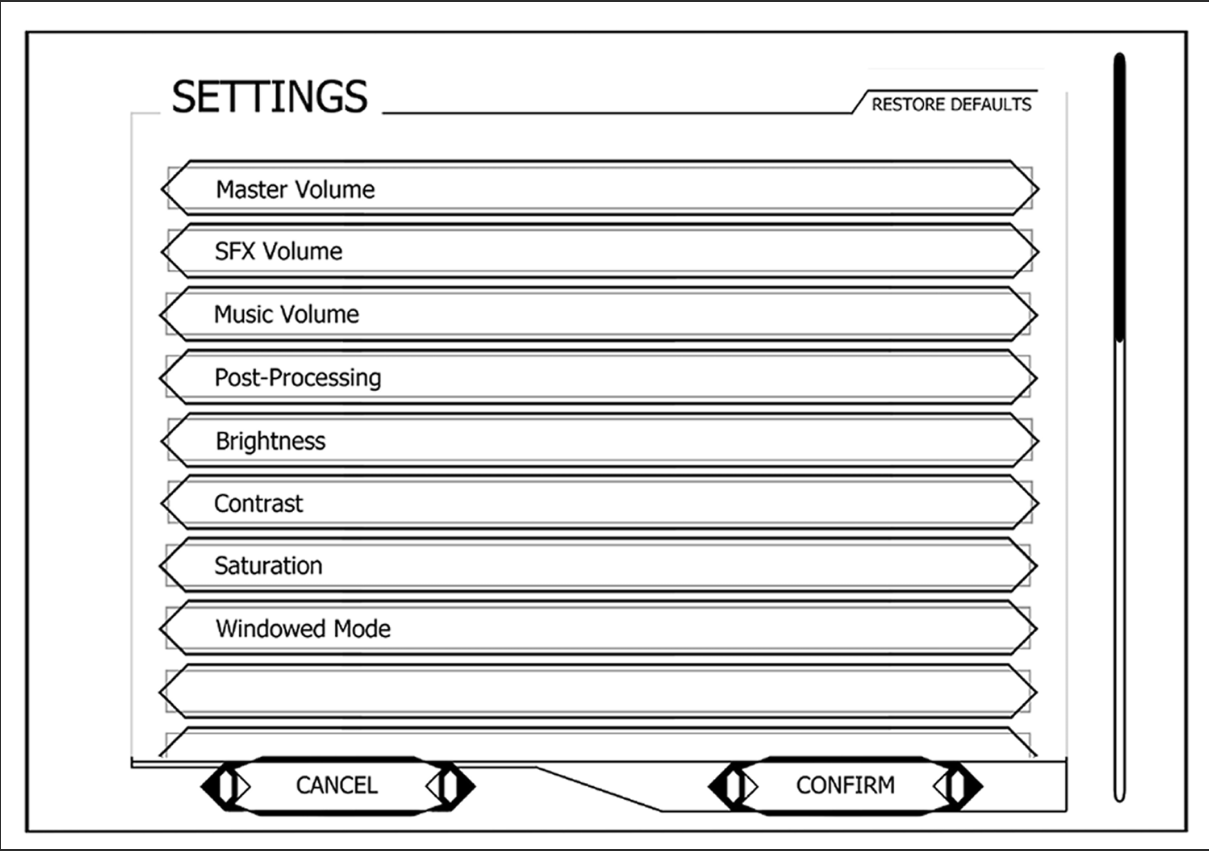 SETTINGS
RESTORE DEFAULTS
Master Volume
SFX Volume
Music Volume
Post-Processing
Brightness
Contrast
Saturation
Windowed Mode
CANCEL
CONFIRM